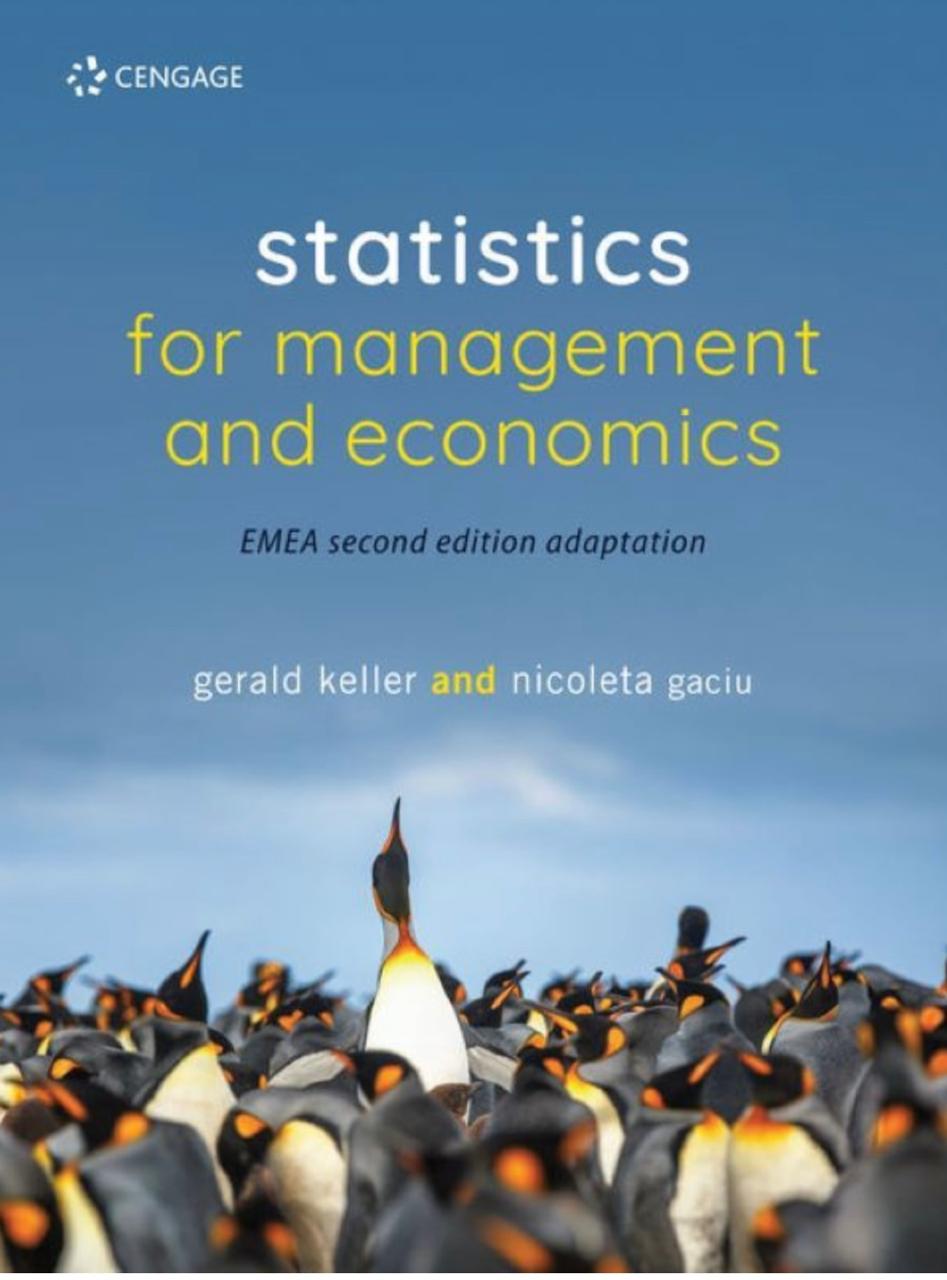 CENGAGE
statistics
for management
and economics
EMEA second edition adaptation
gerald keller and nicoleta gaciu